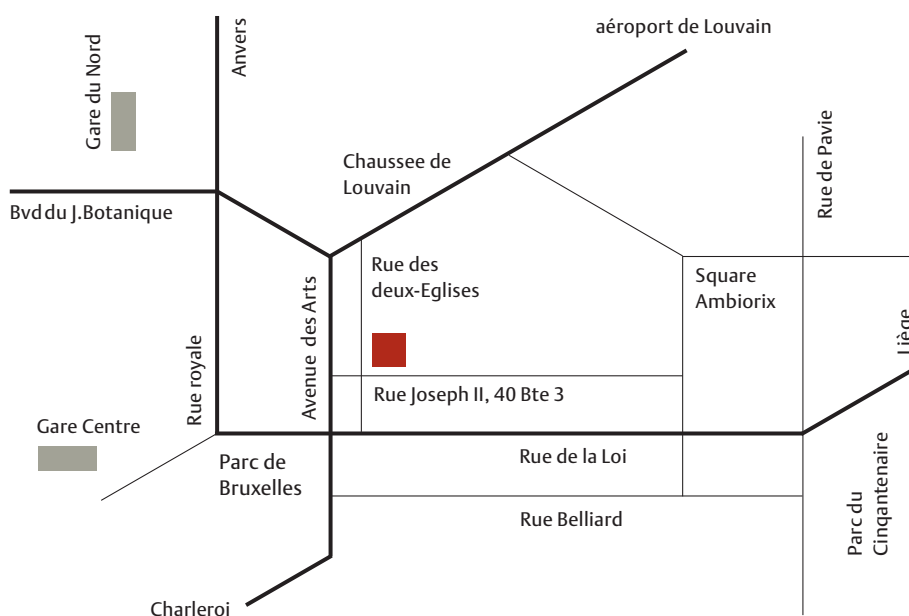 aéroport de Louvain
Anvers
Gare du Nord
Chaussee de
Louvain
Rue de Pavie
Bvd du J.Botanique
Rue des
deux-Eglises
Square
Ambiorix
Avenue des Arts
Liège
Rue royale
Rue Joseph II, 40 Bte 3
Gare Centre
Parc de
Bruxelles
Rue de la Loi
Rue Belliard
Parc du
Cinqantenaire
Charleroi